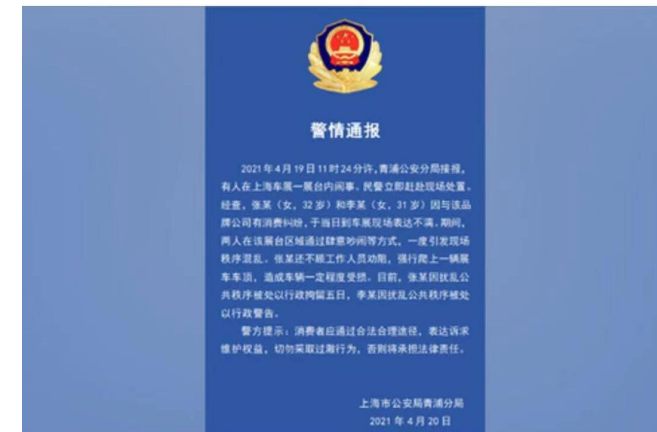 警情通报
2021年4月19日11时24分许，青浦公安分局接报，
有人在上海车展一展台内闹事。民警立即赶赴现场处置。
经查，张某（女，32岁）和李某（女，31岁）因与该品
牌公司有消费纠纷，于当日到车展现场表达不满。期间，
两人在该展台区域通过肆意吵闹等方式，一度引发现场
秩序混乱。张某还不顾工作人员劝阻，强行爬上一辆展
车车顶，造成车辆一定程度受损。目前，张某因扰乱公
共秩序被处以行政拘留五日，李某因扰乱公共秩序被处
以行政警告。
警方提示：消费者应通过合法合理途径，表达诉求
维护权益，切勿采取过激行为，否则将承担法律责任。
上海市公安局青浦分局
2021年4月20日